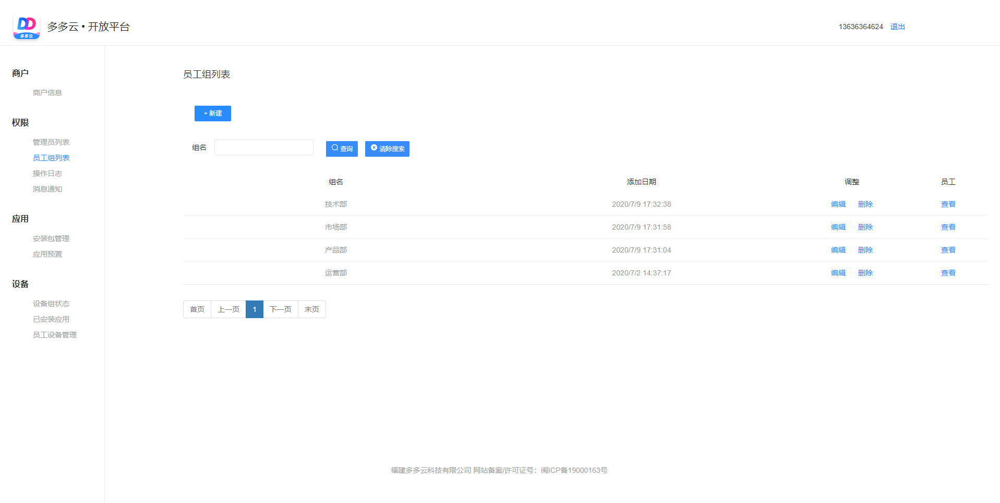 DD
多多云
多多云 • 开放平台
13636364624 退出
商户
商户信息
权限
管理员列表
员工组列表
操作日志
消息通知
应用
安装包管理
应用预置
设备
设备组状态
已安装应用
员工设备管理
员工组列表
+ 新建
组名
查询 清除搜索
组名 添加日期 调整 员工
技术部 2020/7/9 17:32:38 编辑 删除 查看
市场部 2020/7/9 17:31:58 编辑 删除 查看
产品部 2020/7/9 17:31:04 编辑 删除 查看
运营部 2020/7/2 14:37:17 编辑 删除 查看
首页 上一页 1 下一页 末页
福建多多云科技有限公司 网站备案/许可证号：闽ICP备19000163号